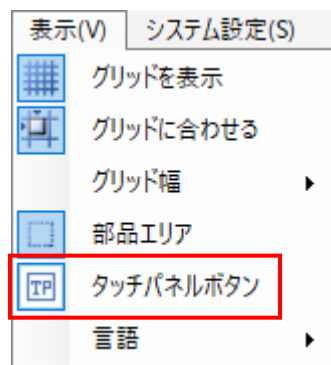 表示(V) システム設定(S)
グリッドを表示
グリッドに合わせる
グリッド幅
部品エリア
TP タッチパネルボタン
言語